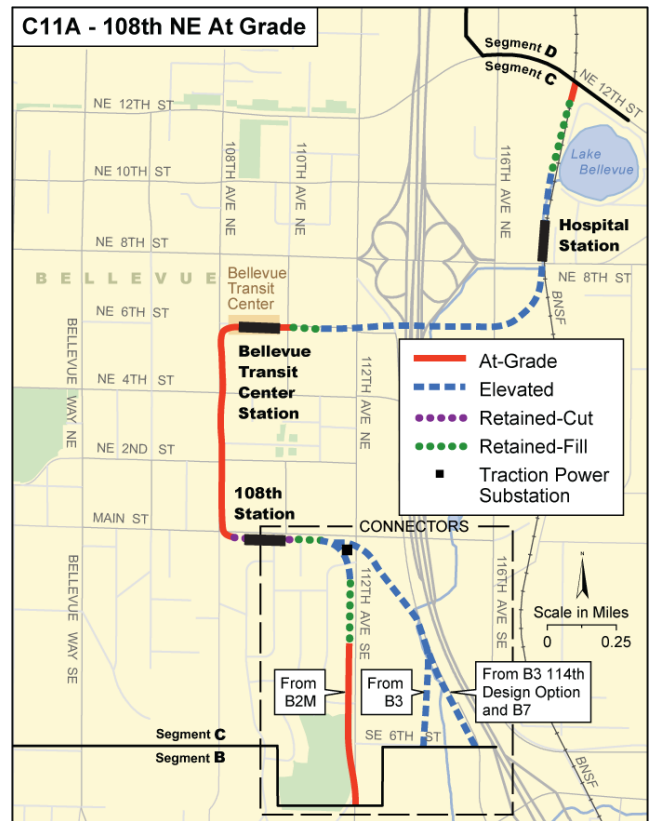 C11A - 108th NE At Grade
Segment D
Segment C
NE 12TH ST
NE 12TH ST
108TH AVE NE
110TH AVE NE
116TH AVE NE
Lake
Bellevue
NE 10TH ST
Hospital
Station
NE 8TH ST
NE 8TH ST
BELLEVUE
Bellevue
Transit
Center
BNSF
NE 6TH ST
Bellevue
Transit
Center
Station
BELLEVUE WAY NE
112TH AVE NE
NE 4TH ST
At-Grade
Elevated
Retained-Cut
Retained-Fill
Traction Power
Substation
NE 2ND ST
108th
Station
MAIN ST
CONNECTORS
BELLEVUE WAY SE
112TH AVE SE
116TH AVE SE
N
Scale in Miles
0 0.25
From
B2M
From
B3
From B3 114th
Design Option
and B7
Segment C
Segment B
SE 6TH ST
BNSF